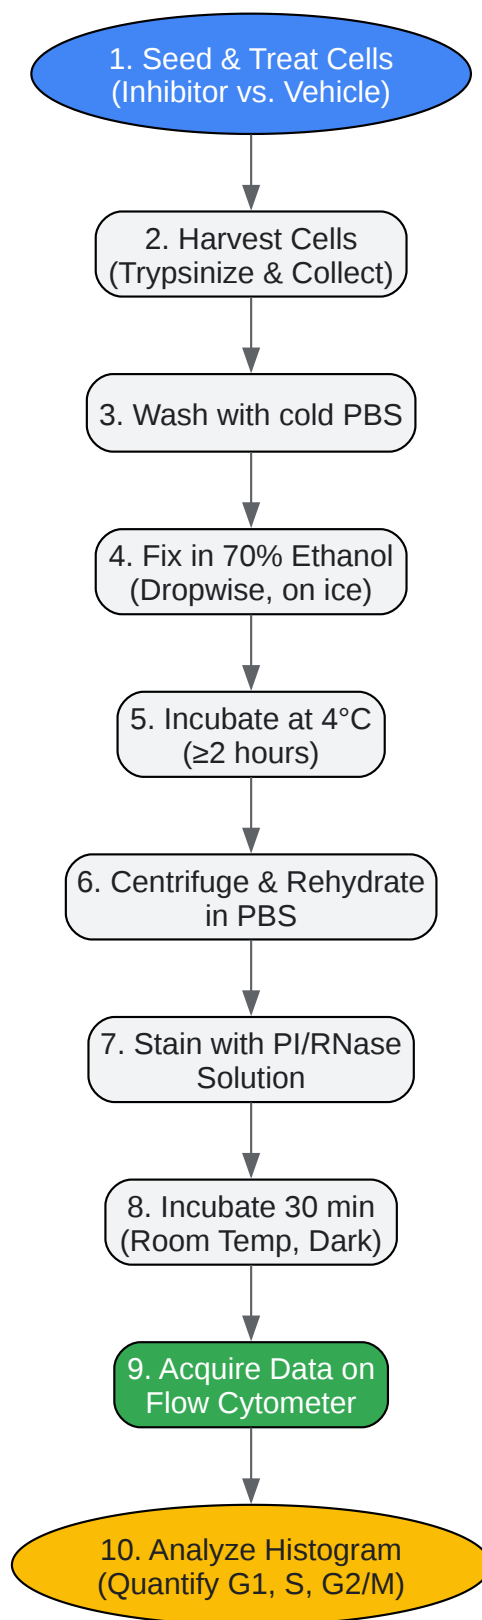 1. Seed & Treat Cells
(Inhibitor vs. Vehicle)
2. Harvest Cells
(Trypsinize & Collect)
3. Wash with cold PBS
4. Fix in 70% Ethanol
(Dropwise, on ice)
5. Incubate at 4°C
(≥2 hours)
6. Centrifuge & Rehydrate
in PBS
7. Stain with PI/RNase
Solution
8. Incubate 30 min
(Room Temp, Dark)
9. Acquire Data on
Flow Cytometer
10. Analyze Histogram
(Quantify G1, S, G2/M)